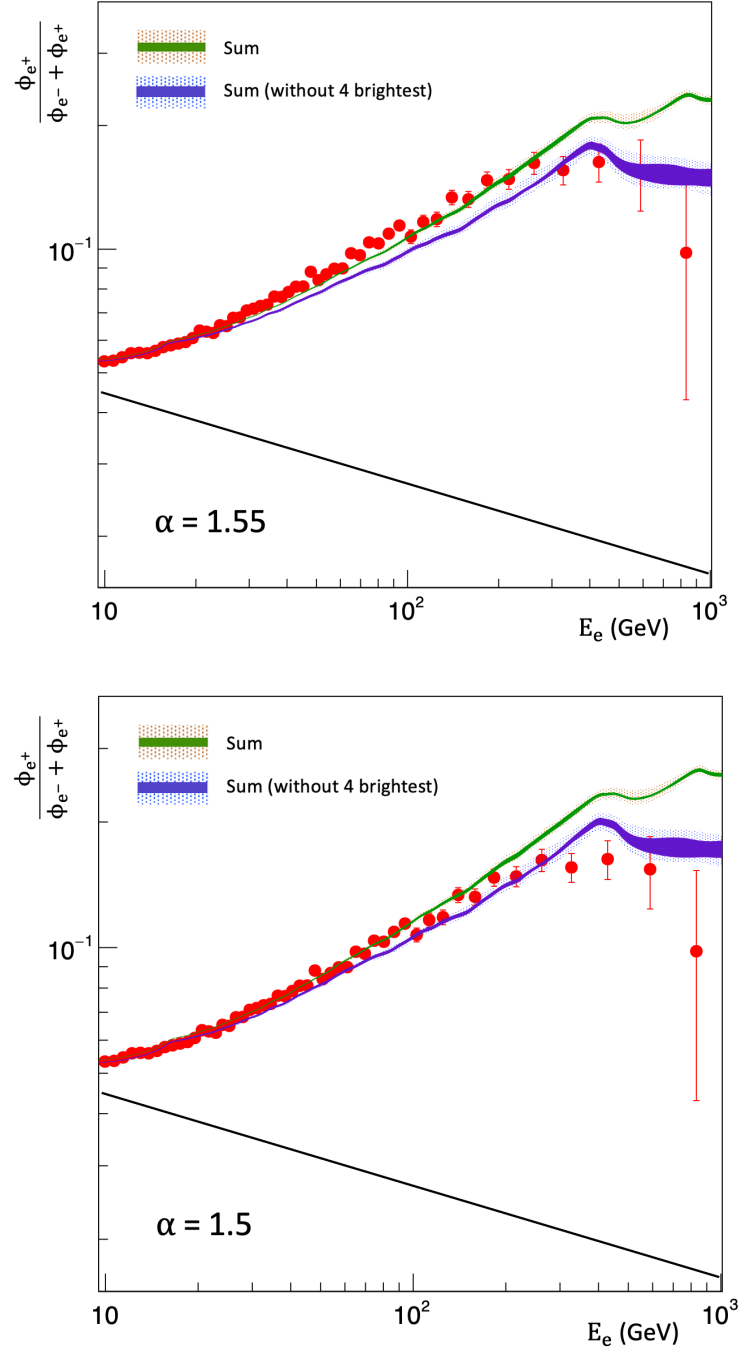 Sum
Sum (without 4 brightest)
ϕe+
ϕe− + ϕe+
10−1
α = 1.55
10
10²
10³
Ee (GeV)
Sum
Sum (without 4 brightest)
ϕe+
ϕe− + ϕe+
10−1
α = 1.5
10
10²
10³
Ee (GeV)